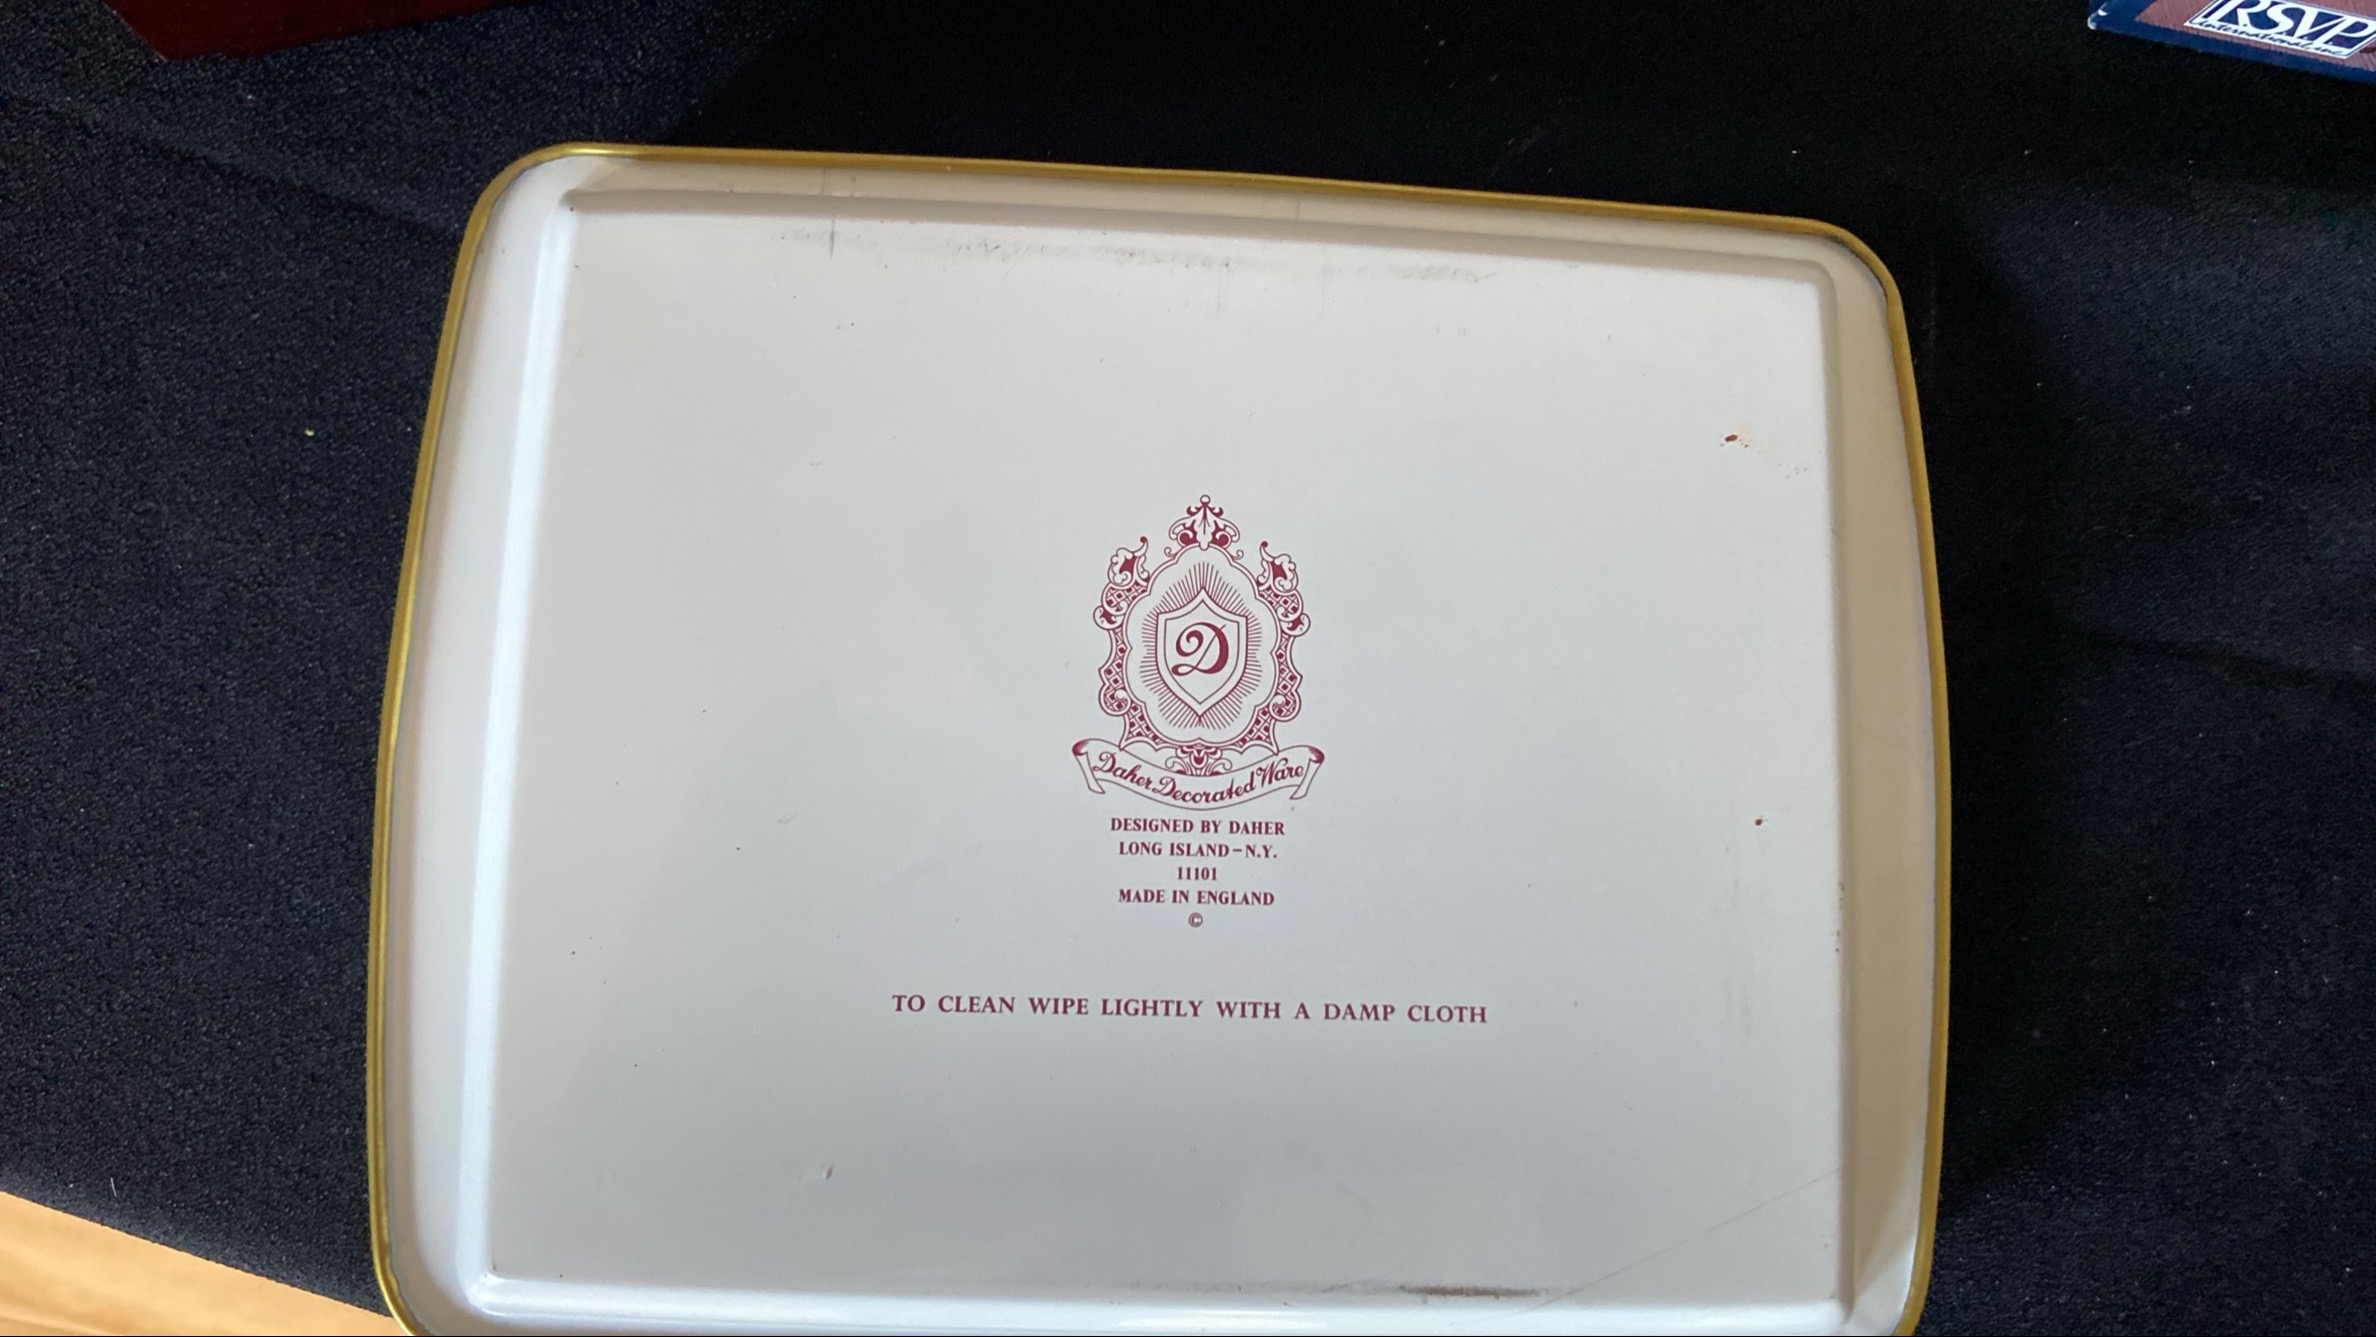 RSVP
International
D
Daher Decorated Ware
DESIGNED BY DAHER
LONG ISLAND–N.Y.
11101
MADE IN ENGLAND
©
TO CLEAN WIPE LIGHTLY WITH A DAMP CLOTH